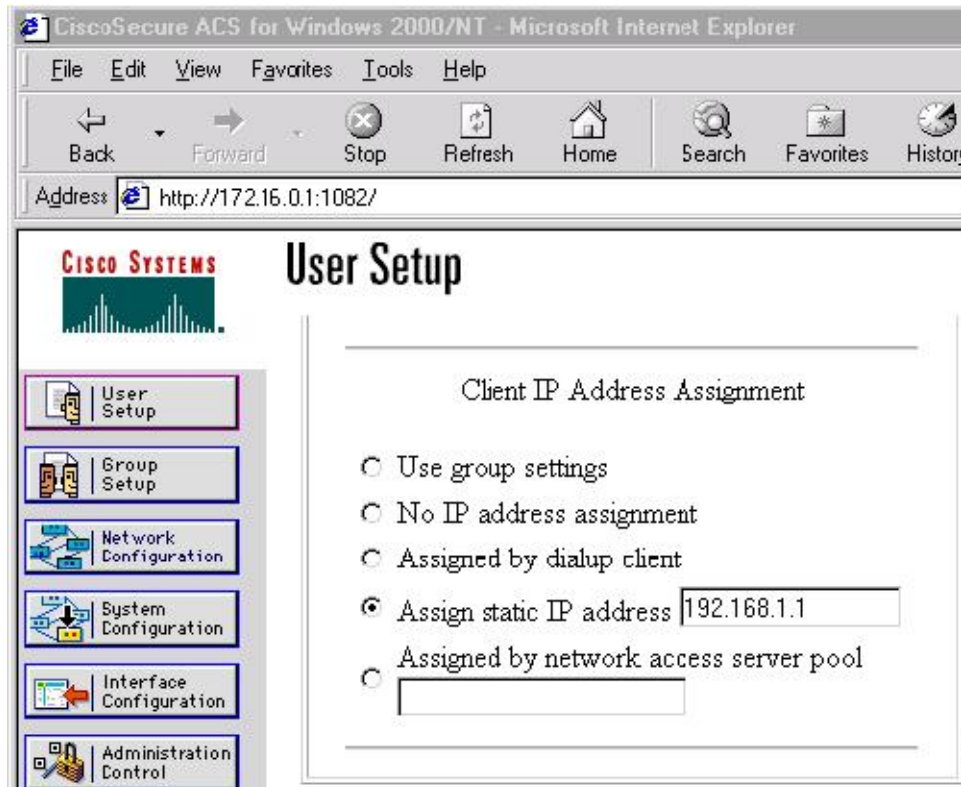 CiscoSecure ACS for Windows 2000/NT - Microsoft Internet Explorer
File Edit View Favorites Tools Help
Back Forward Stop Refresh Home Search Favorites History
Address http://172.16.0.1:1082/
CISCO SYSTEMS
User Setup
User
Setup
Group
Setup
Network
Configuration
System
Configuration
Interface
Configuration
Administration
Control
Client IP Address Assignment
Use group settings
No IP address assignment
Assigned by dialup client
Assign static IP address 192.168.1.1
Assigned by network access server pool